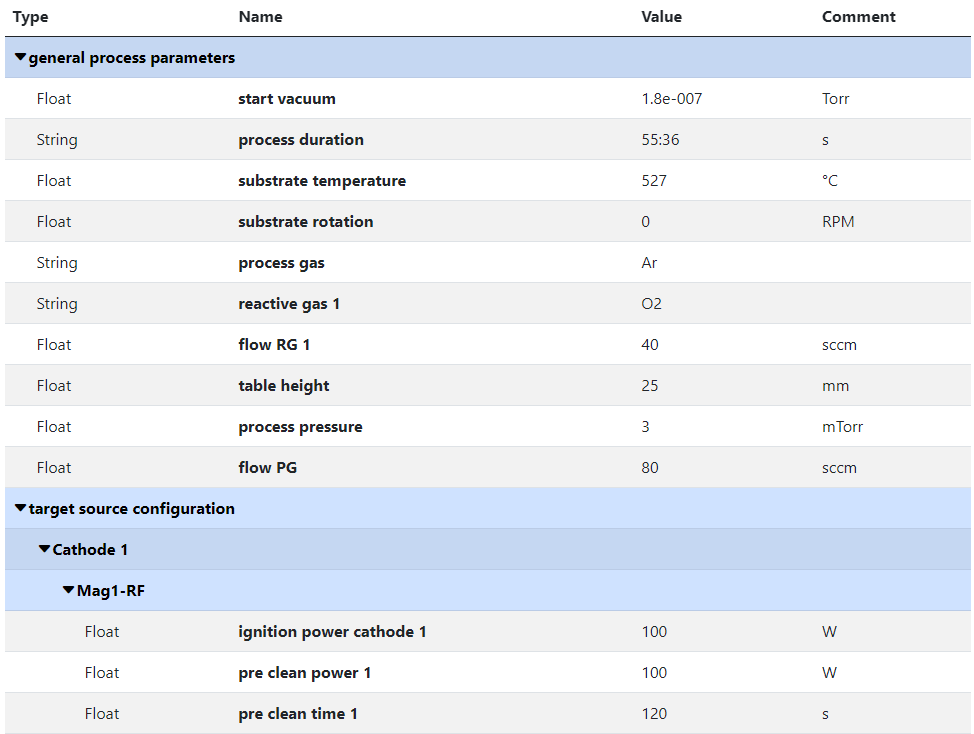 Type Name Value Comment
general process parameters
Float start vacuum 1.8e-007 Torr
String process duration 55:36 s
Float substrate temperature 527 °C
Float substrate rotation 0 RPM
String process gas Ar
String reactive gas 1 O2
Float flow RG 1 40 sccm
Float table height 25 mm
Float process pressure 3 mTorr
Float flow PG 80 sccm
target source configuration
Cathode 1
Mag1-RF
Float ignition power cathode 1 100 W
Float pre clean power 1 100 W
Float pre clean time 1 120 s